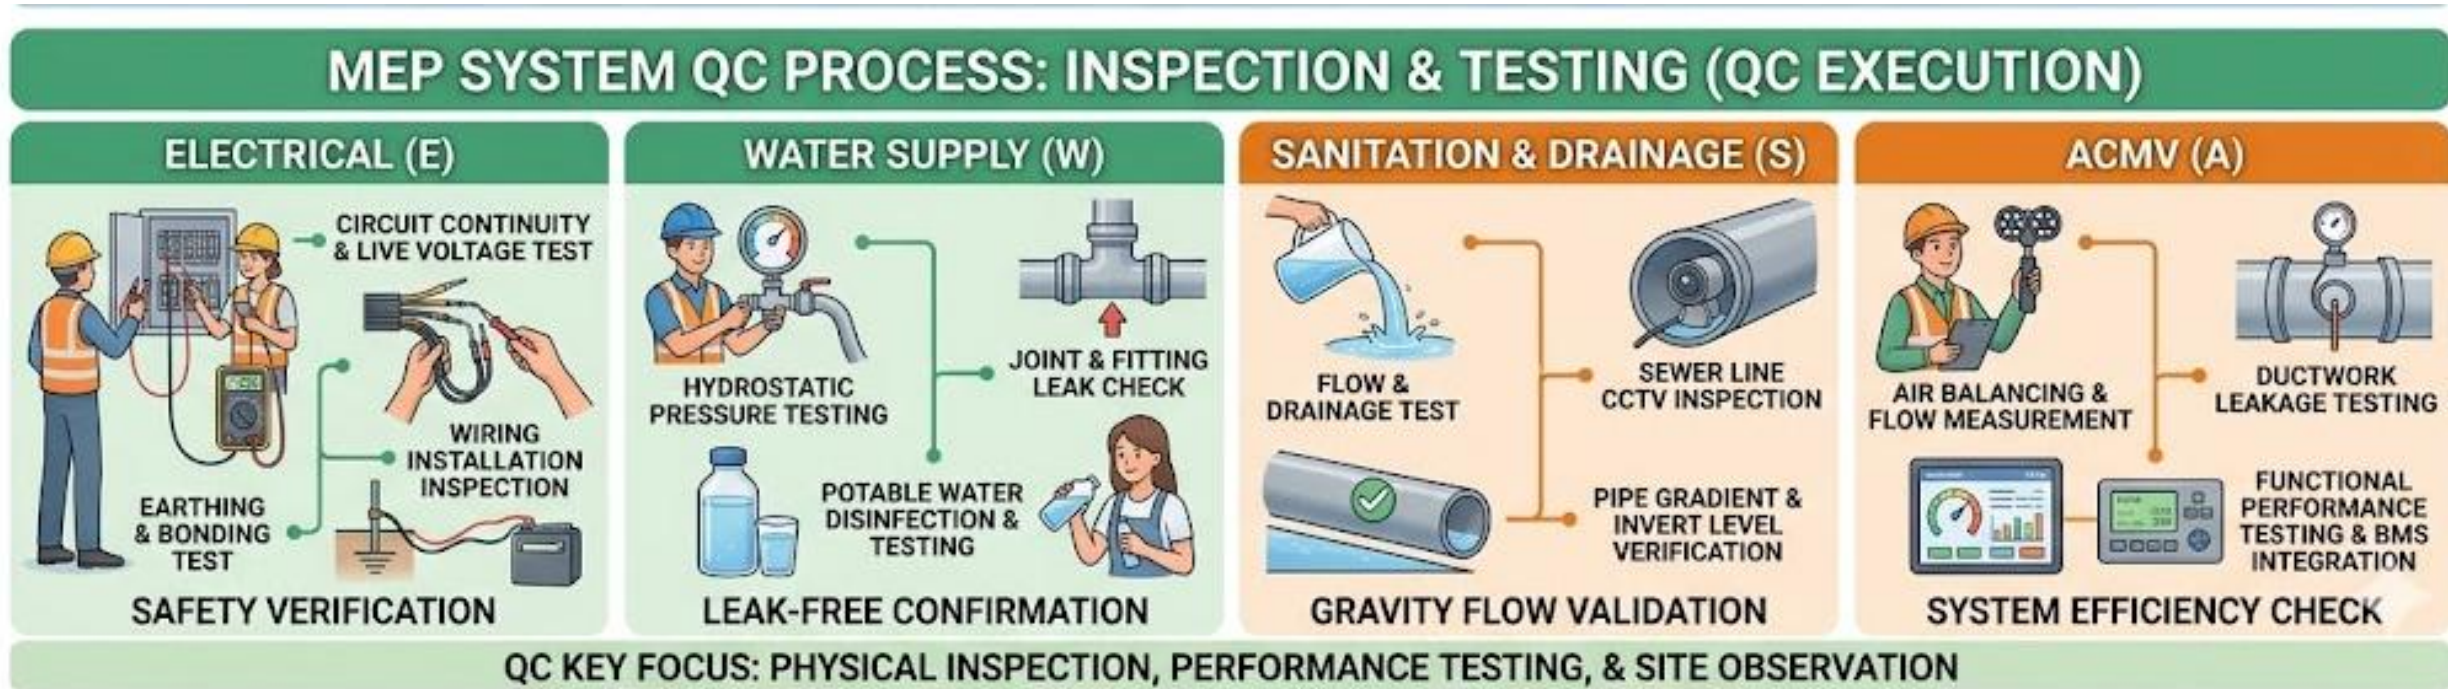 MEP SYSTEM QC PROCESS: INSPECTION & TESTING (QC EXECUTION)
ELECTRICAL (E)
CIRCUIT CONTINUITY
& LIVE VOLTAGE TEST
WIRING
INSTALLATION
INSPECTION
EARTHING
& BONDING
TEST
SAFETY VERIFICATION
WATER SUPPLY (W)
HYDROSTATIC
PRESSURE TESTING
JOINT & FITTING
LEAK CHECK
POTABLE WATER
DISINFECTION &
TESTING
LEAK-FREE CONFIRMATION
SANITATION & DRAINAGE (S)
FLOW &
DRAINAGE TEST
SEWER LINE
CCTV INSPECTION
PIPE GRADIENT &
INVERT LEVEL
VERIFICATION
GRAVITY FLOW VALIDATION
ACMV (A)
AIR BALANCING &
FLOW MEASUREMENT
DUCTWORK
LEAKAGE TESTING
FUNCTIONAL
PERFORMANCE
TESTING & BMS
INTEGRATION
SYSTEM EFFICIENCY CHECK
QC KEY FOCUS: PHYSICAL INSPECTION, PERFORMANCE TESTING, & SITE OBSERVATION